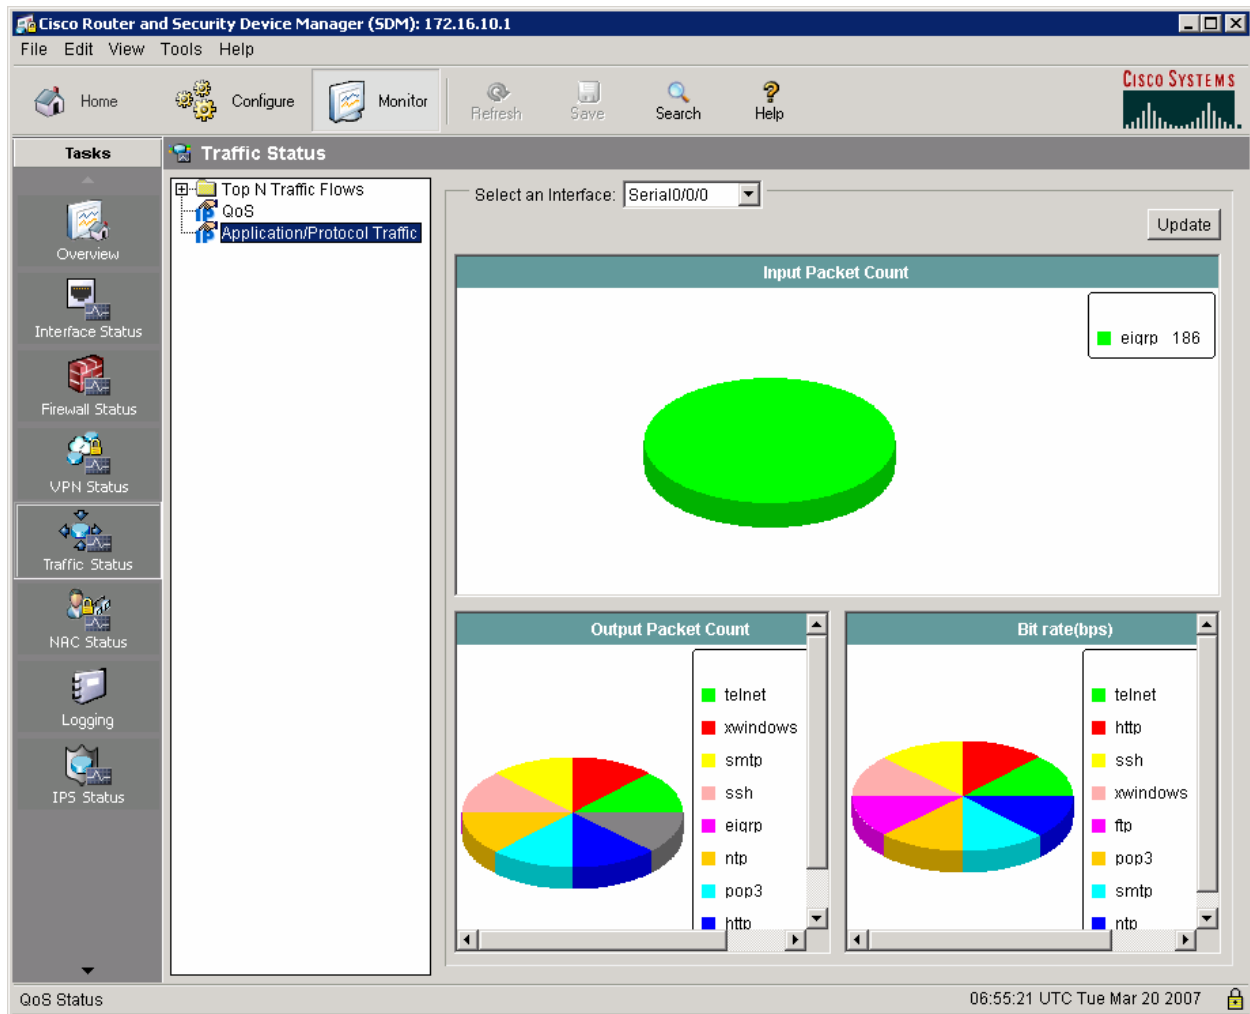 Cisco Router and Security Device Manager (SDM): 172.16.10.1
File Edit View Tools Help
Home Configure Monitor Refresh Save Search Help
CISCO SYSTEMS
Tasks
Traffic Status
Overview
Interface Status
Firewall Status
VPN Status
Traffic Status
NAC Status
Logging
IPS Status
Top N Traffic Flows
QoS
Application/Protocol Traffic
Select an Interface: Serial0/0/0
Update
Input Packet Count
eigrp 186
Output Packet Count
telnet
xwindows
smtp
ssh
eigrp
ntp
pop3
http
Bit rate(bps)
telnet
http
ssh
xwindows
ftp
pop3
smtp
ntp
QoS Status
06:55:21 UTC Tue Mar 20 2007